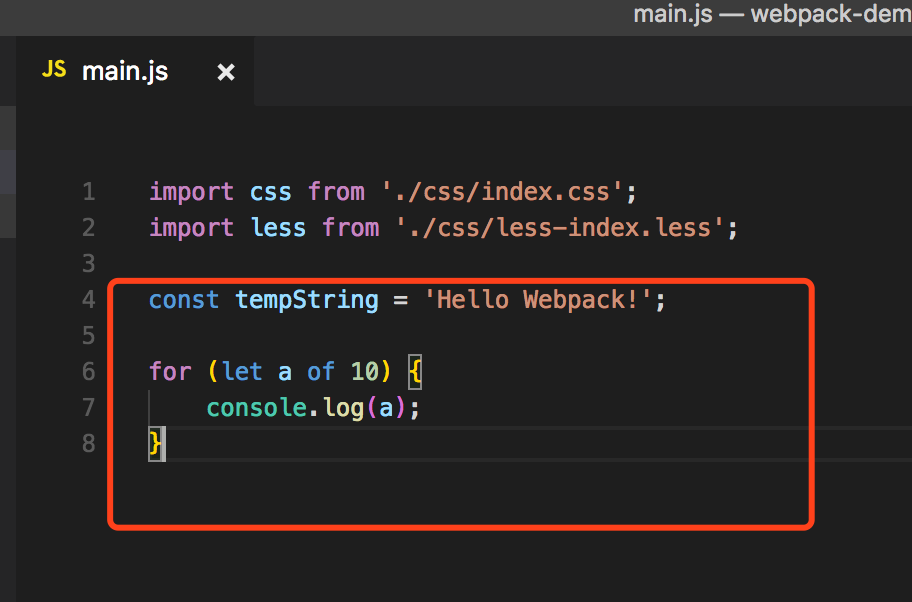 main.js — webpack-dem
JS main.js ×
1 import css from './css/index.css';
2 import less from './css/less-index.less';
3
4 const tempString = 'Hello Webpack!';
5
6 for (let a of 10) {
7     console.log(a);
8 }